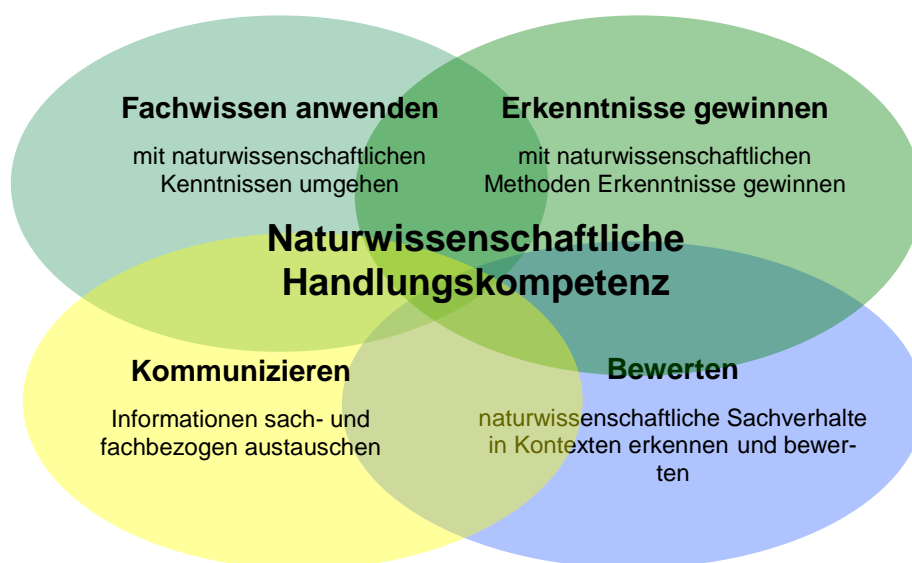 Fachwissen anwenden
mit naturwissenschaftlichen
Kenntnissen umgehen
Erkenntnisse gewinnen
mit naturwissenschaftlichen
Methoden Erkenntnisse gewinnen
Naturwissenschaftliche
Handlungskompetenz
Kommunizieren
Informationen sach- und
fachbezogen austauschen
Bewerten
naturwissenschaftliche Sachverhalte
in Kontexten erkennen und bewer-
ten